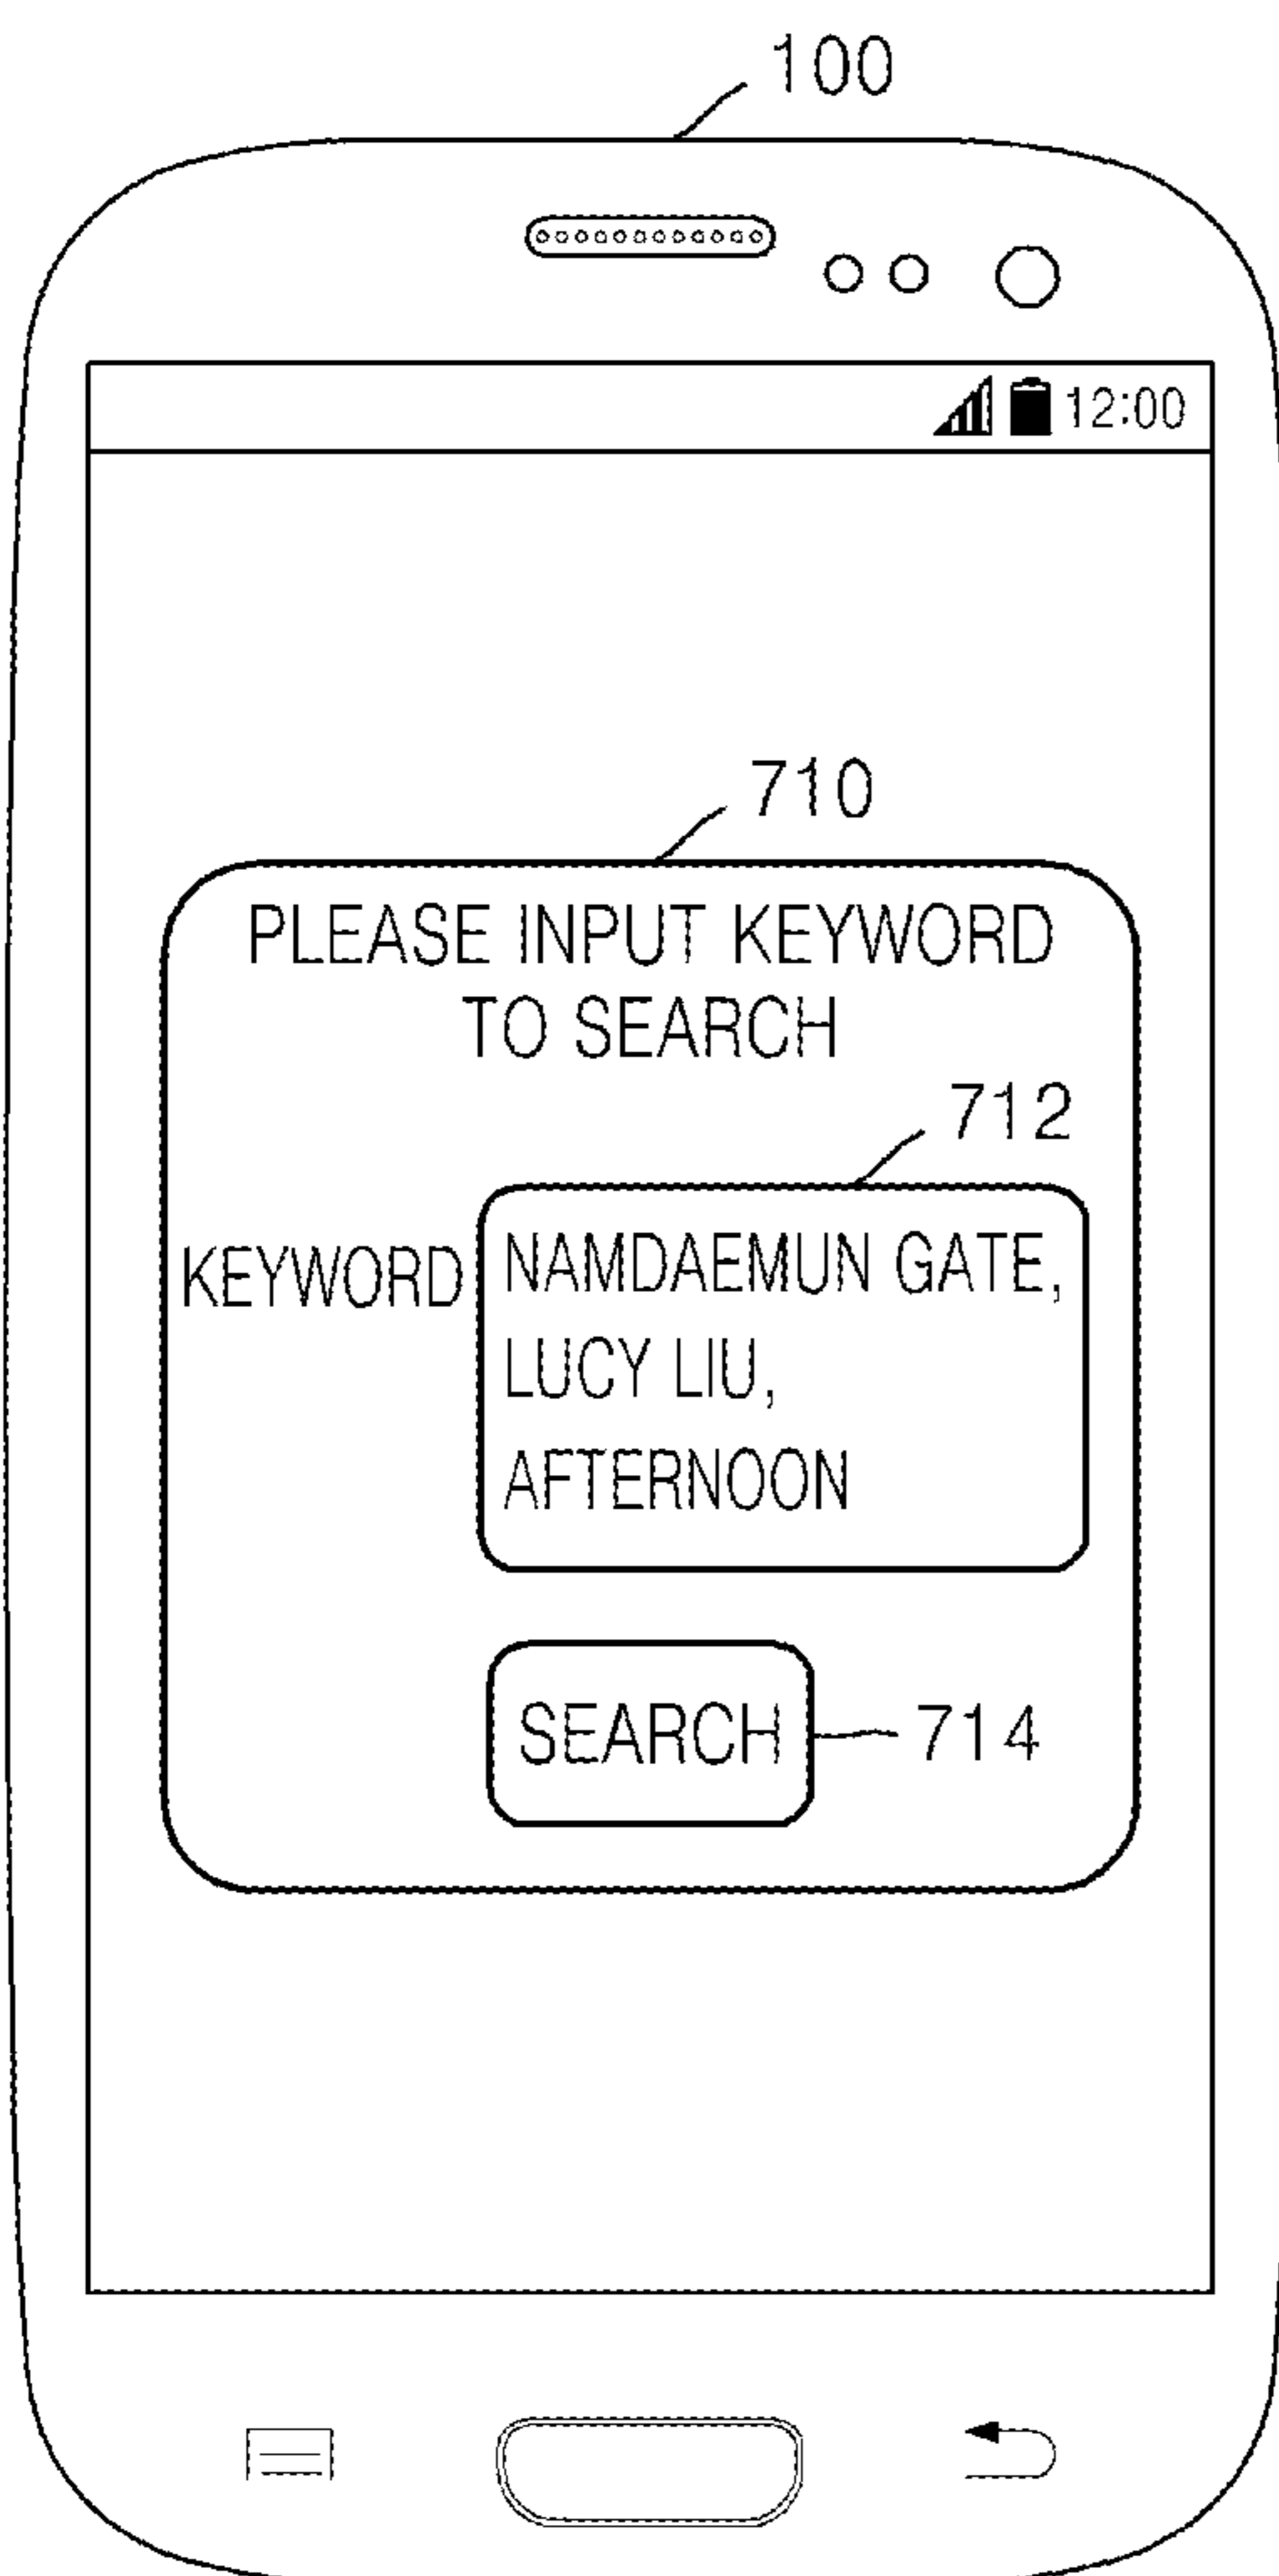 100
12:00
710
PLEASE INPUT KEYWORD
TO SEARCH
712
KEYWORD
NAMDAEMUN GATE,
LUCY LIU,
AFTERNOON
SEARCH
714